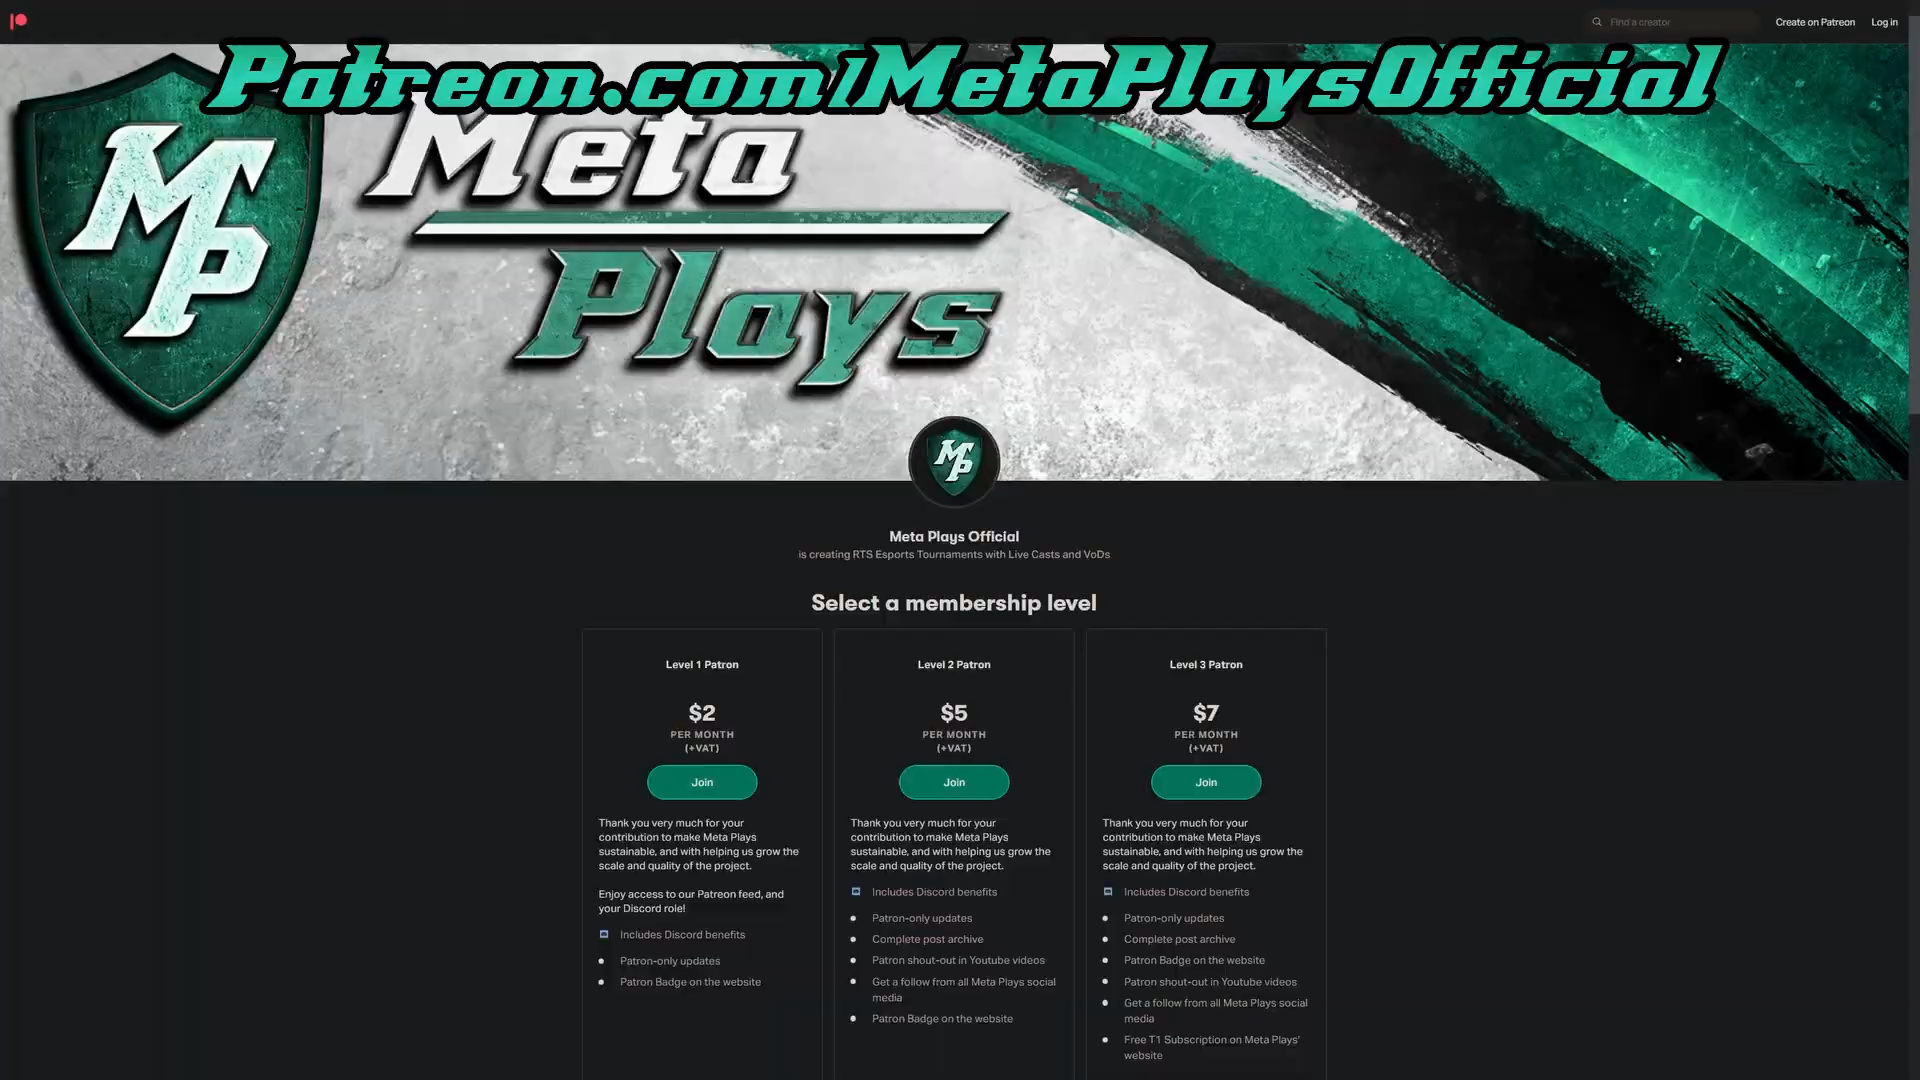 Find a creator
Create on Patreon
Log in
Patreon.com/MetaPlaysOfficial
MP
Meta
Plays
MP
Meta Plays Official
is creating RTS Esports Tournaments with Live Casts and VoDs
Select a membership level
Level 1 Patron
$2
PER MONTH
(+VAT)
Join
Thank you very much for your
contribution to make Meta Plays
sustainable, and with helping us grow the
scale and quality of the project.
Enjoy access to our Patreon feed, and
your Discord role!
Includes Discord benefits
Patron-only updates
Patron Badge on the website
Level 2 Patron
$5
PER MONTH
(+VAT)
Join
Thank you very much for your
contribution to make Meta Plays
sustainable, and with helping us grow the
scale and quality of the project.
Includes Discord benefits
Patron-only updates
Complete post archive
Patron shout-out in Youtube videos
Get a follow from all Meta Plays social
media
Patron Badge on the website
Level 3 Patron
$7
PER MONTH
(+VAT)
Join
Thank you very much for your
contribution to make Meta Plays
sustainable, and with helping us grow the
scale and quality of the project.
Includes Discord benefits
Patron-only updates
Complete post archive
Patron Badge on the website
Patron shout-out in Youtube videos
Get a follow from all Meta Plays social
media
Free T1 Subscription on Meta Plays'
website